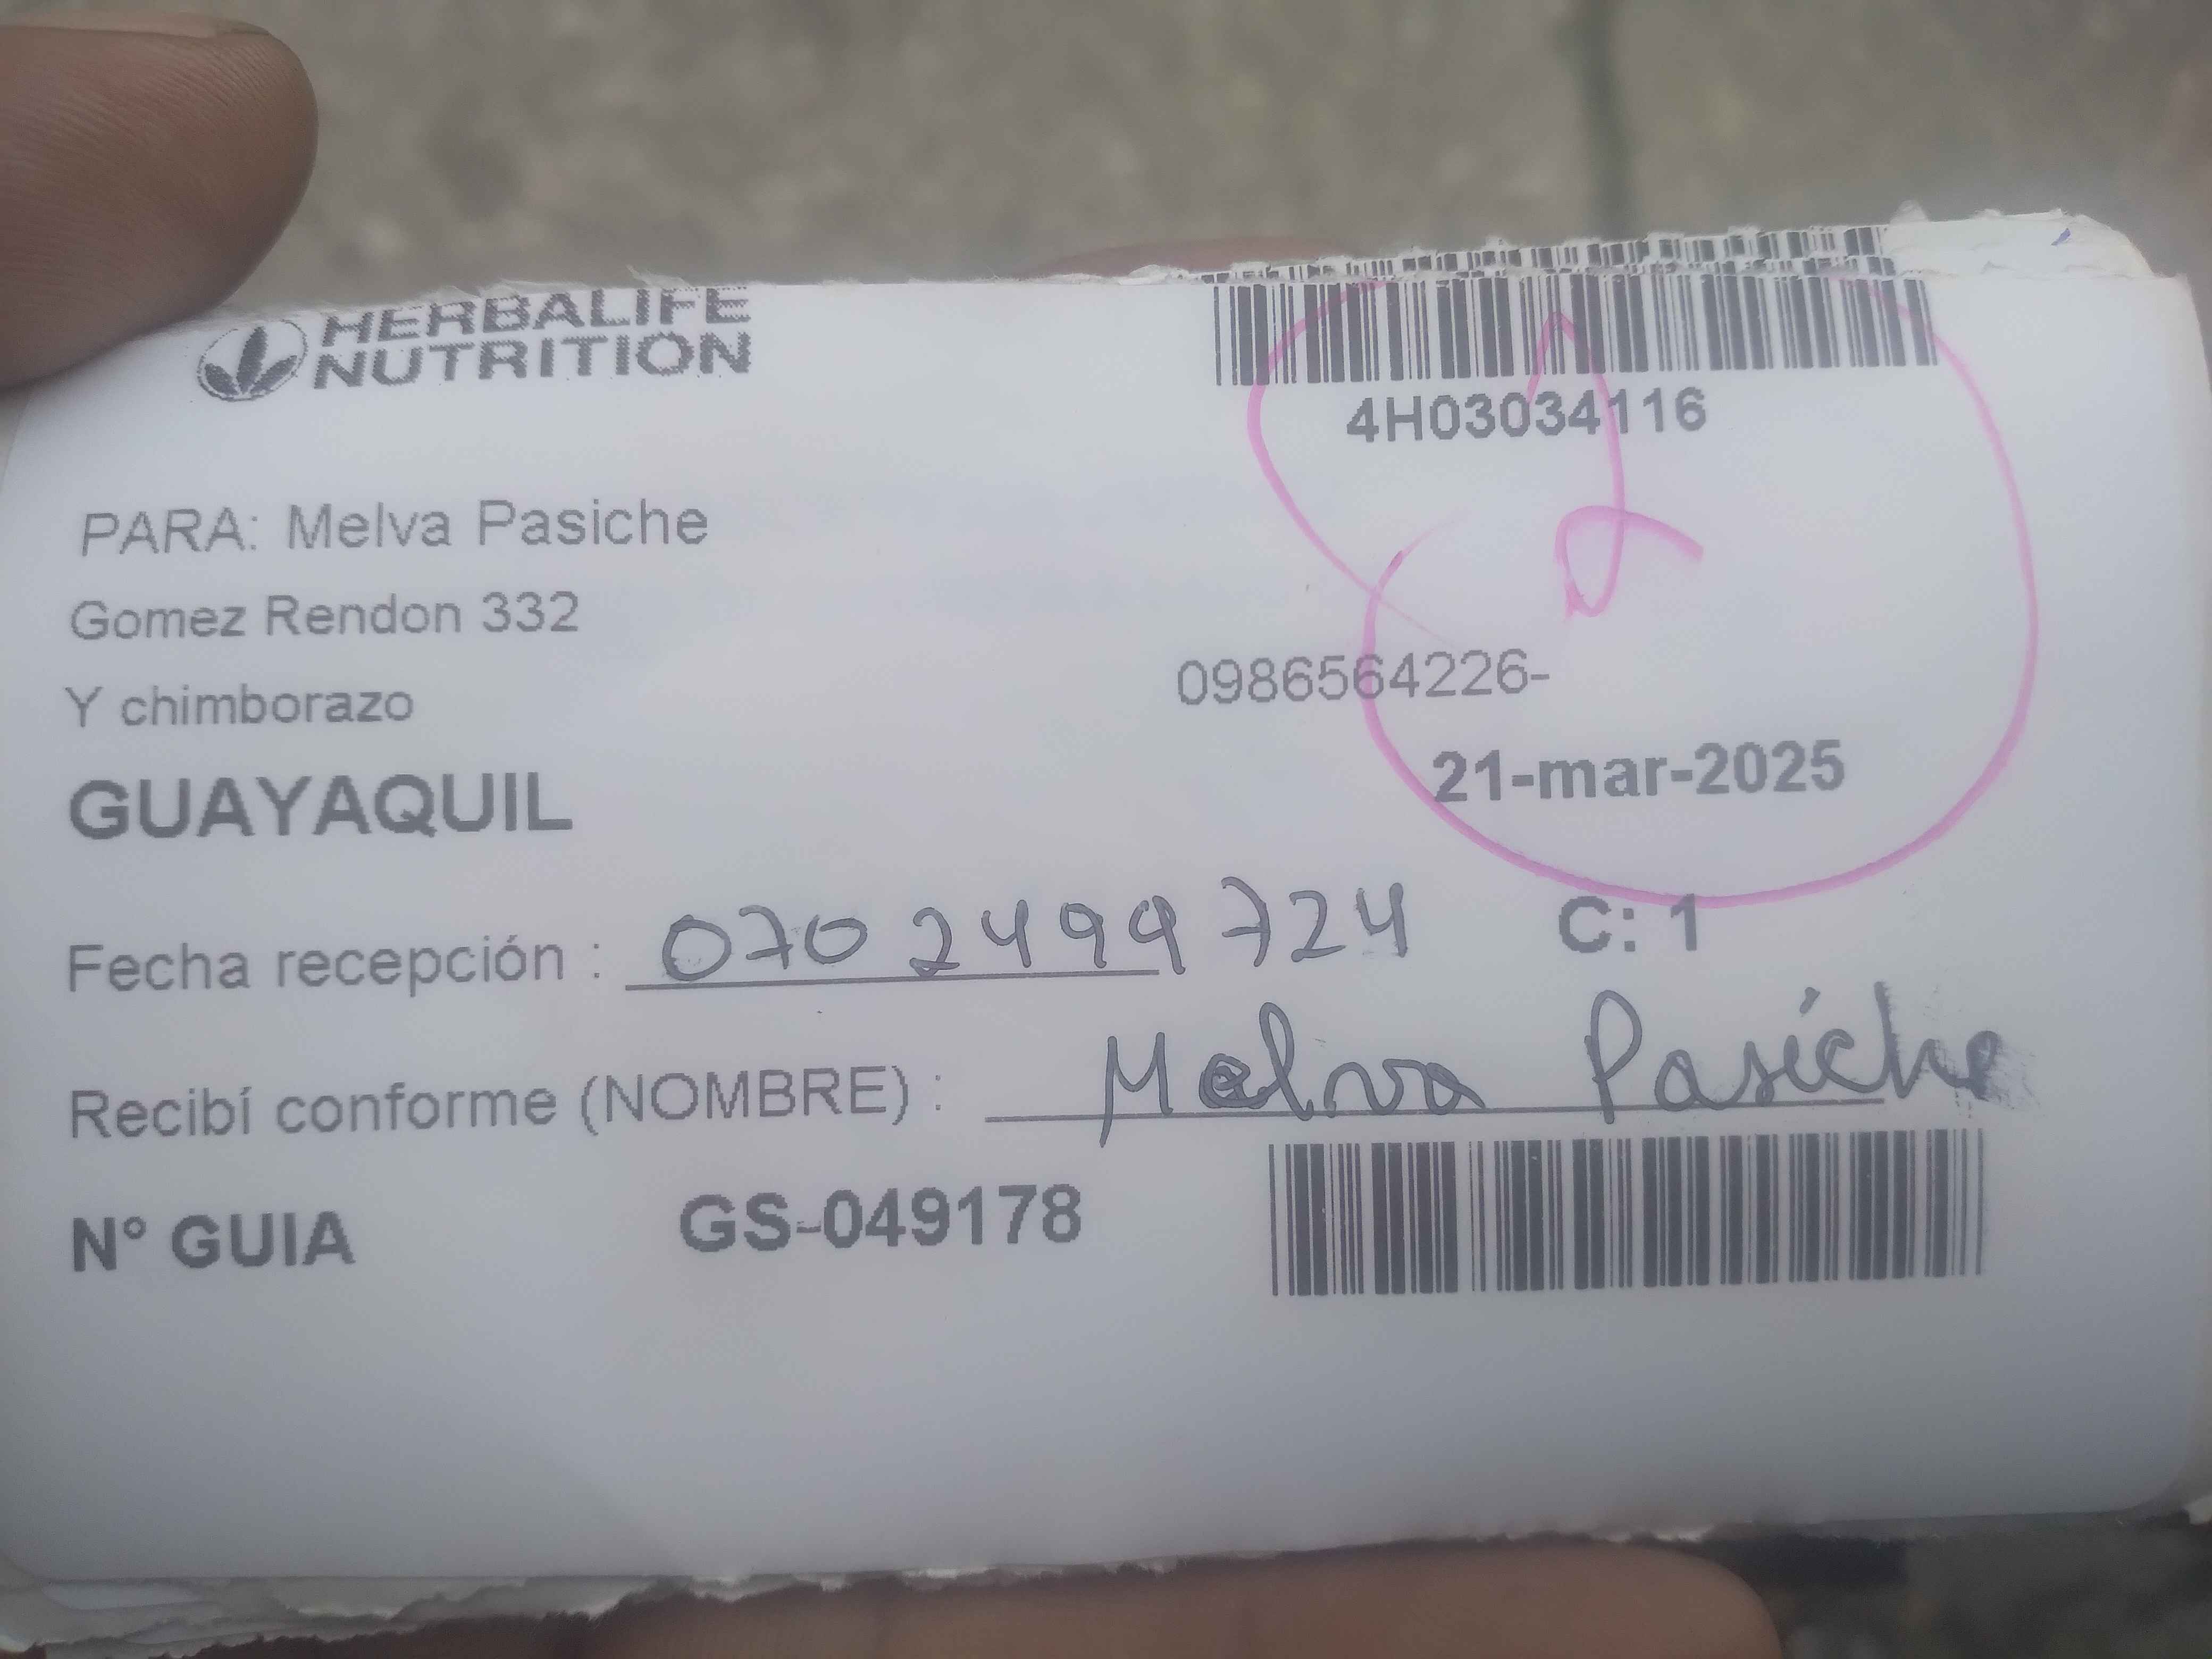 HERBALIFE
NUTRITION
4H03034116
2
PARA: Melva Pasiche
Gomez Rendon 332
Y chimborazo
0986564226-
GUAYAQUIL
21-mar-2025
Fecha recepción : 0702499724
C: 1
Recibí conforme (NOMBRE) : Melva Pasiche
N° GUIA GS-049178